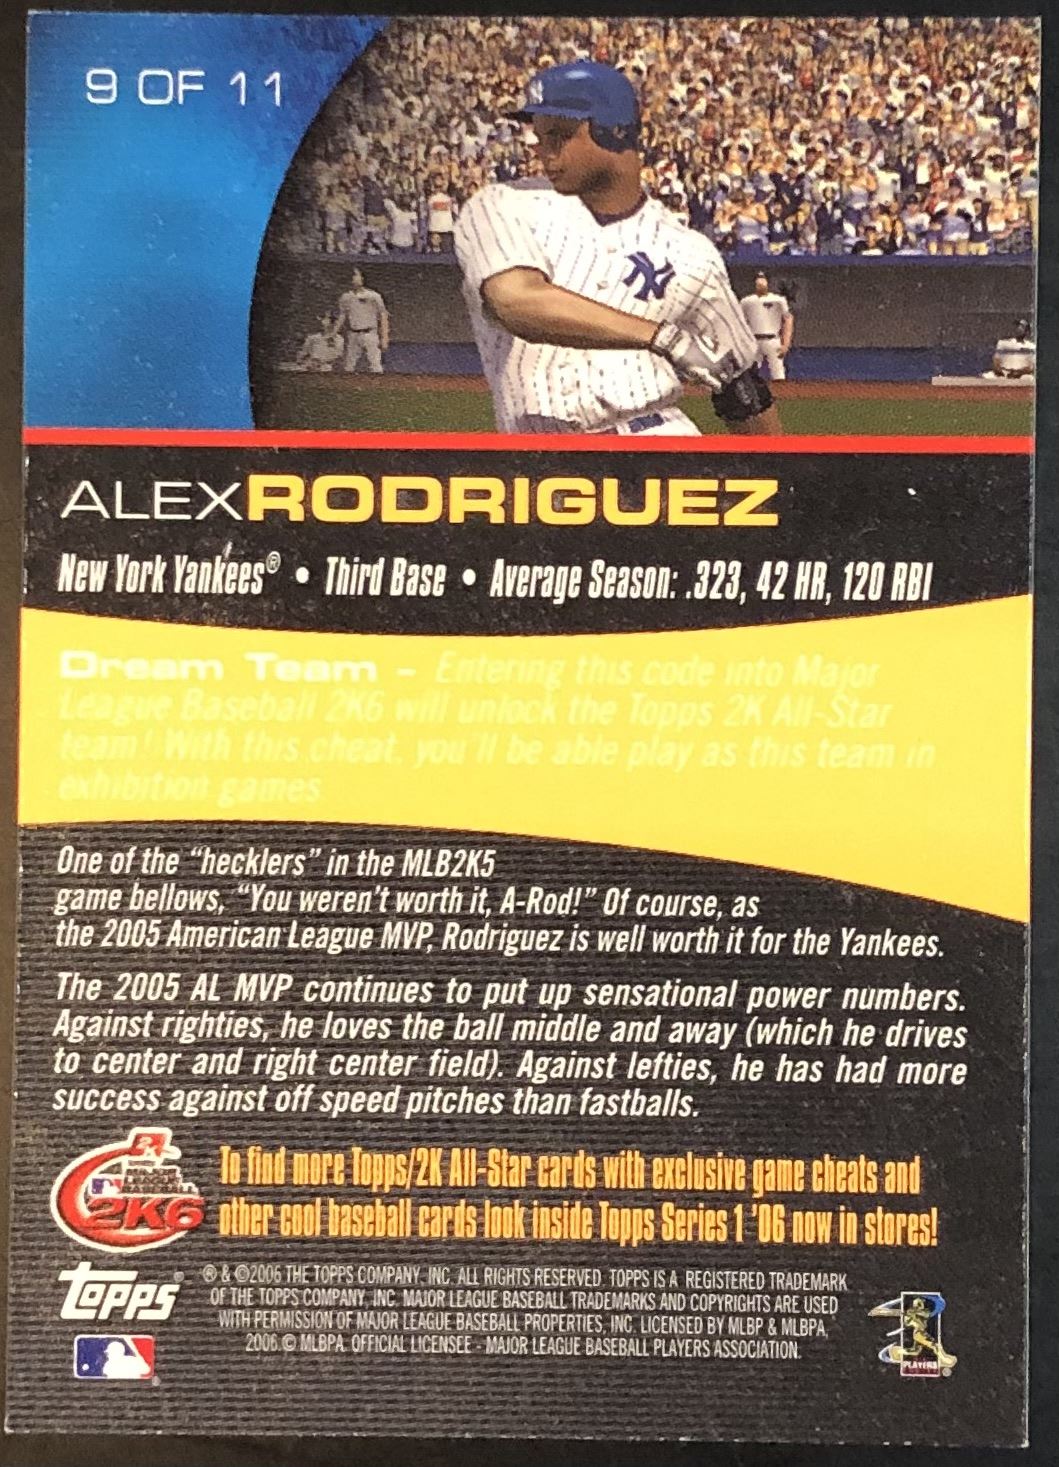 9 OF 11
NY
NY
ALEX RODRIGUEZ
New York Yankees® • Third Base • Average Season: .323, 42 HR, 120 RBI
Dream Team - Entering this code into Major
League Baseball 2K6 will unlock the Topps 2K All-Star
team! With this cheat, you'll be able play as this team in
exhibition games
One of the "hecklers" in the MLB2K5
game bellows, "You weren't worth it, A-Rod!" Of course, as
the 2005 American League MVP, Rodriguez is well worth it for the Yankees.
The 2005 AL MVP continues to put up sensational power numbers.
Against righties, he loves the ball middle and away (which he drives
to center and right center field). Against lefties, he has had more
success against off speed pitches than fastballs.
2K
MAJOR
LEAGUE
BASEBALL
2K6
To find more Topps/2K All-Star cards with exclusive game cheats and
other cool baseball cards look inside Topps Series 1 '06 now in stores!
Topps®
® & ©2006 THE TOPPS COMPANY, INC. ALL RIGHTS RESERVED. TOPPS IS A REGISTERED TRADEMARK
OF THE TOPPS COMPANY, INC. MAJOR LEAGUE BASEBALL TRADEMARKS AND COPYRIGHTS ARE USED
WITH PERMISSION OF MAJOR LEAGUE BASEBALL PROPERTIES, INC. LICENSED BY MLBP & MLBPA.
2006 © MLBPA. OFFICIAL LICENSEE - MAJOR LEAGUE BASEBALL PLAYERS ASSOCIATION.
PLAYERS